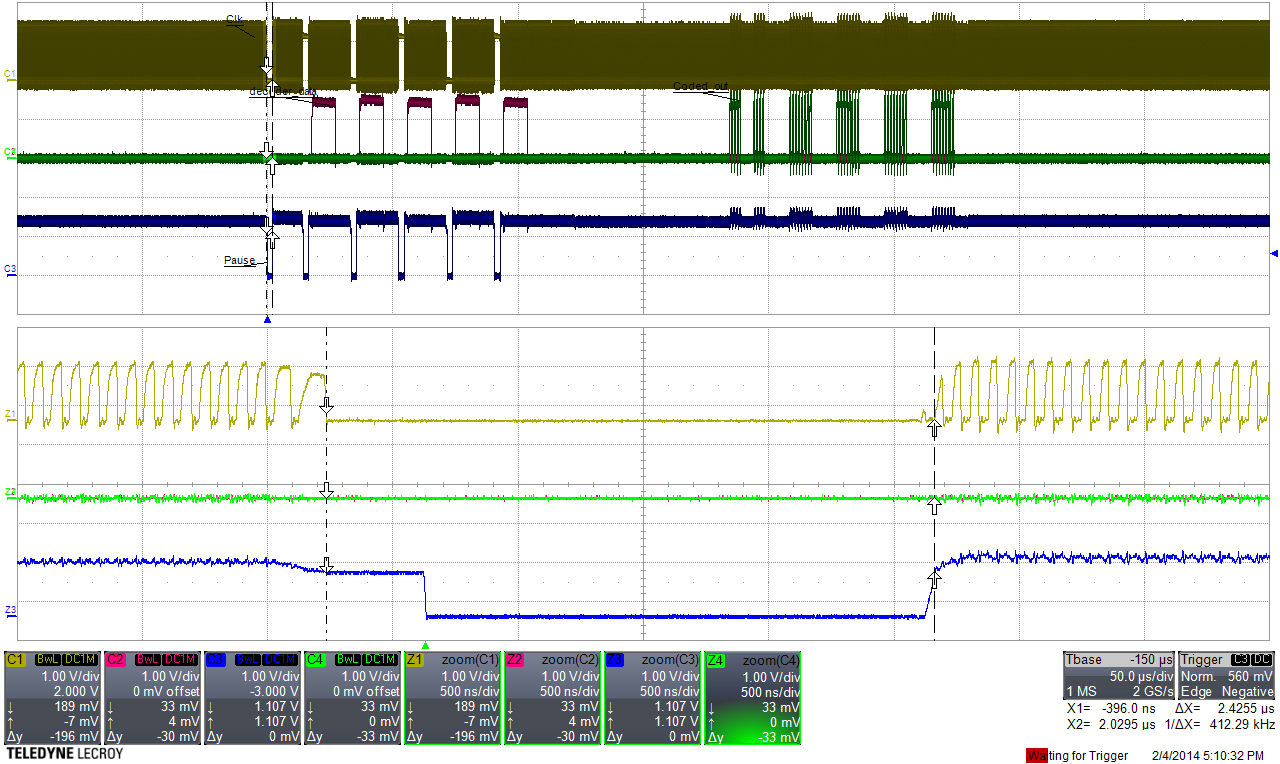 Clk
C1
decoder_data
Coded_out
C2
Pause
C3
Z1
Z3
C1 BwL DC1M
1.00 V/div
2.000 V
189 mV
-7 mV
Δy -196 mV
C2 BwL DC1M
1.00 V/div
0 mV offset
33 mV
4 mV
Δy -30 mV
C3 BwL DC1M
1.00 V/div
-3.000 V
1.107 V
1.107 V
Δy 0 mV
C4 BwL DC1M
1.00 V/div
0 mV offset
33 mV
0 mV
Δy -33 mV
Z1 zoom(C1)
1.00 V/div
500 ns/div
189 mV
-7 mV
Δy -196 mV
Z2 zoom(C2)
1.00 V/div
500 ns/div
33 mV
4 mV
Δy -30 mV
Z3 zoom(C3)
1.00 V/div
500 ns/div
1.107 V
1.107 V
Δy 0 mV
Z4 zoom(C4)
1.00 V/div
500 ns/div
33 mV
0 mV
Δy -33 mV
Tbase -150 µs
50.0 µs/div
1 MS 2 GS/s
Trigger C3 DC
Norm. 560 mV
Edge Negative
X1= -396.0 ns ΔX= 2.4255 µs
X2= 2.0295 µs 1/ΔX= 412.29 kHz
TELEDYNE LECROY
Waiting for Trigger 2/4/2014 5:10:32 PM